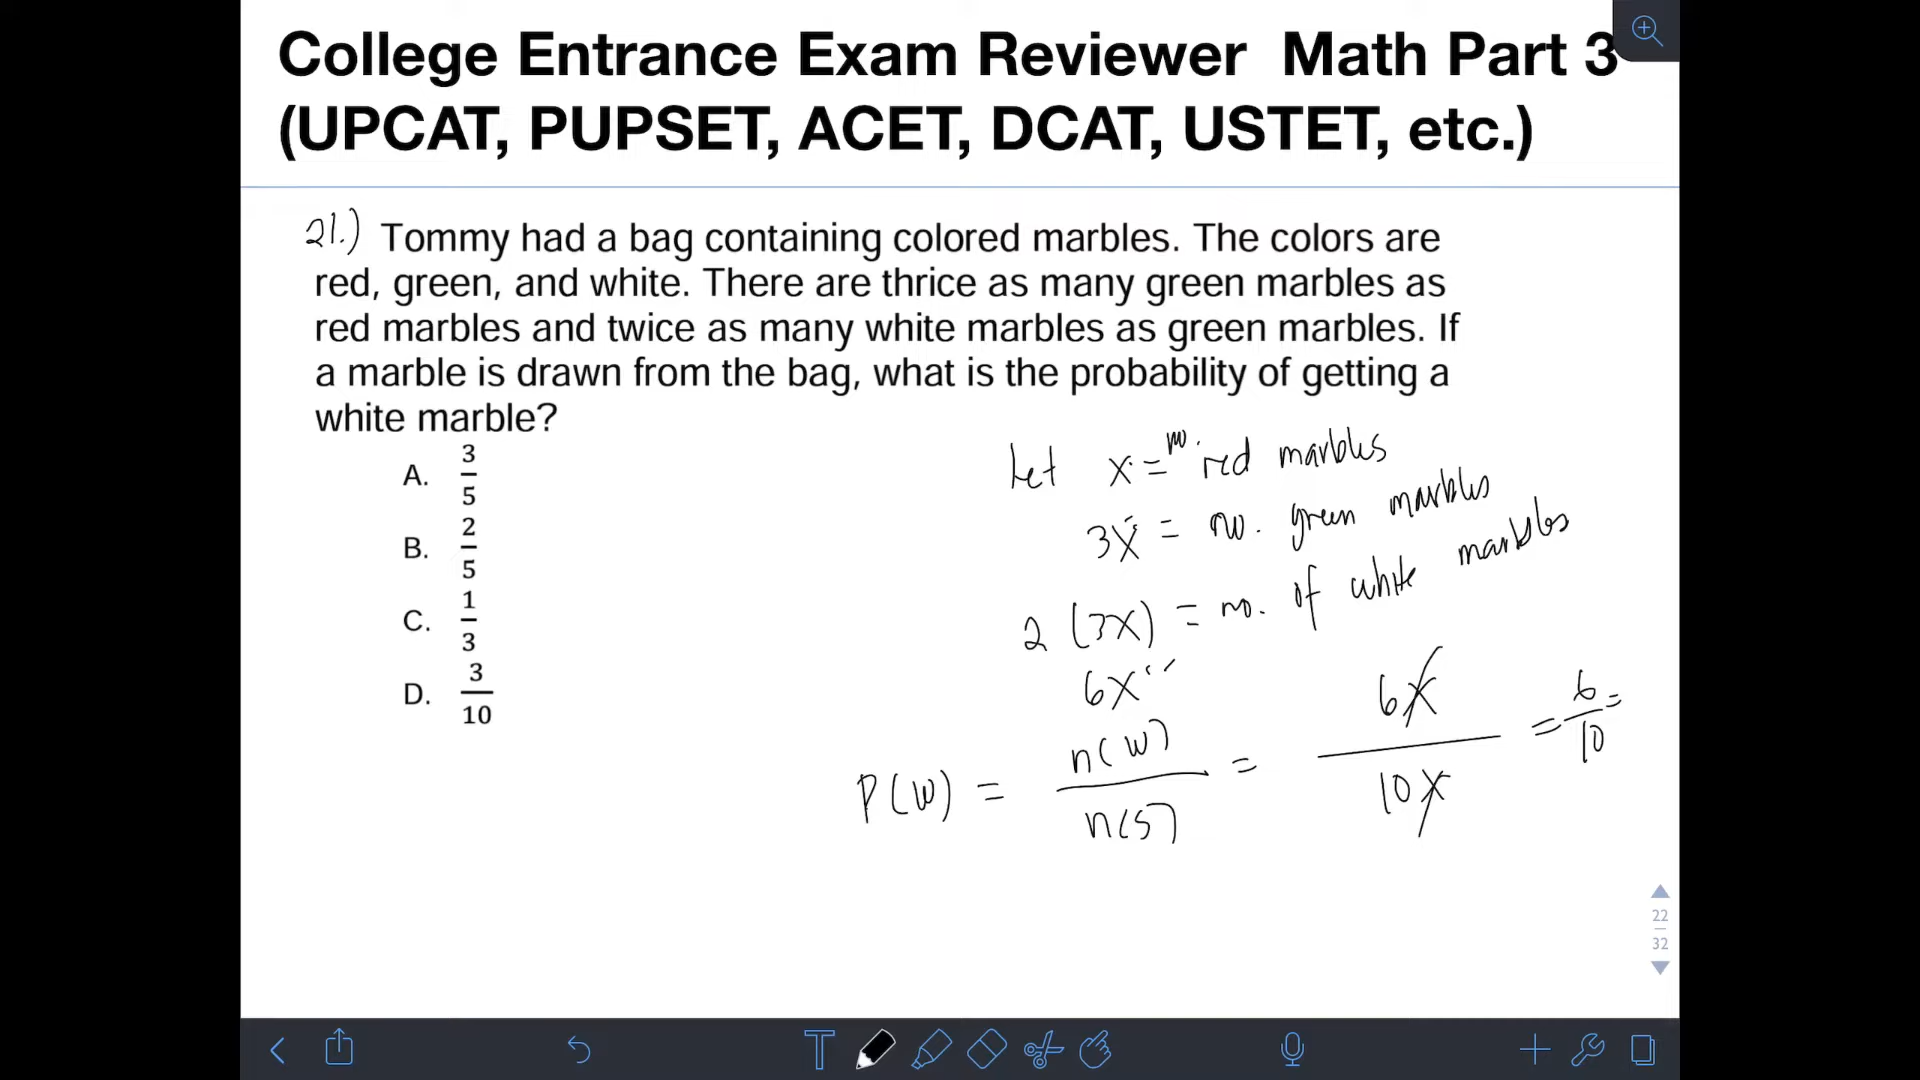 College Entrance Exam Reviewer Math Part 3
(UPCAT, PUPSET, ACET, DCAT, USTET, etc.)
21.) Tommy had a bag containing colored marbles. The colors are
red, green, and white. There are thrice as many green marbles as
red marbles and twice as many white marbles as green marbles. If
a marble is drawn from the bag, what is the probability of getting a
white marble?
A. 3/5
B. 2/5
C. 1/3
D. 3/10
Let x = no. red marbles
3x = no. green marbles
2 (3x) = no. of white marbles
6x
P(W) = n(W)/n(S) = 6x/10x = 6/10 =
22
32
T